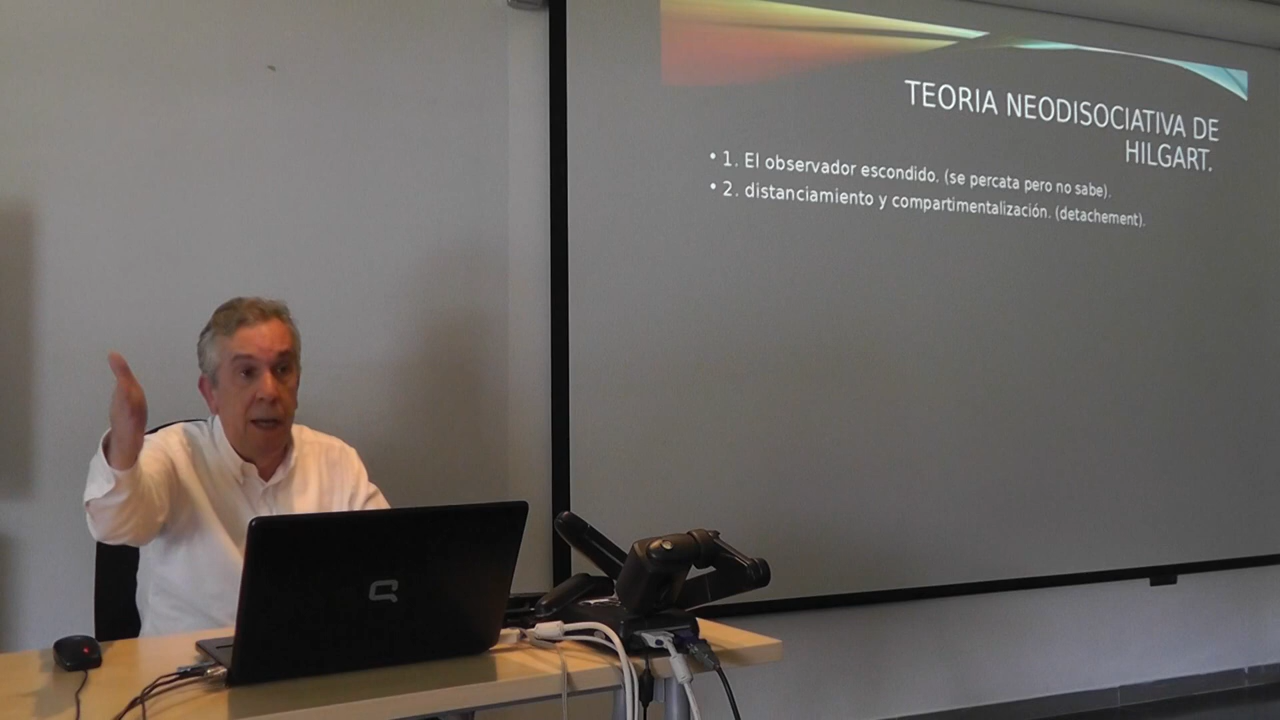 TEORIA NEODISOCIATIVA DE
HILGART.
• 1. El observador escondido. (se percata pero no sabe).
• 2. distanciamiento y compartimentalización. (detachement).